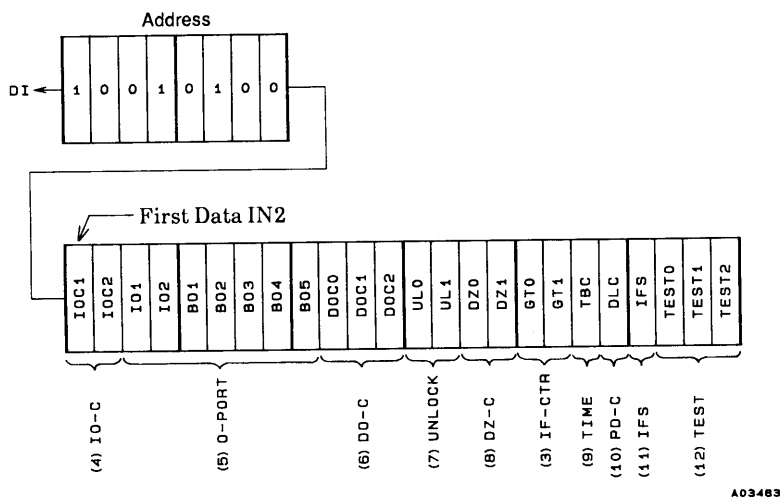 Address
DI 1 0 0 1 0 1 0 0
First Data IN2
IOC1 IOC2 IO1 IO2 BO1 BO2 BO3 BO4 BO5 DOC0 DOC1 DOC2 UL0 UL1 DZ0 DZ1 GT0 GT1 TBC DLC IFS TEST0 TEST1 TEST2
(4) IO-C (5) O-PORT (6) DO-C (7) UNLOCK (8) DZ-C (3) IF-CTR (9) TIME (10) PD-C (11) IFS (12) TEST
A03483